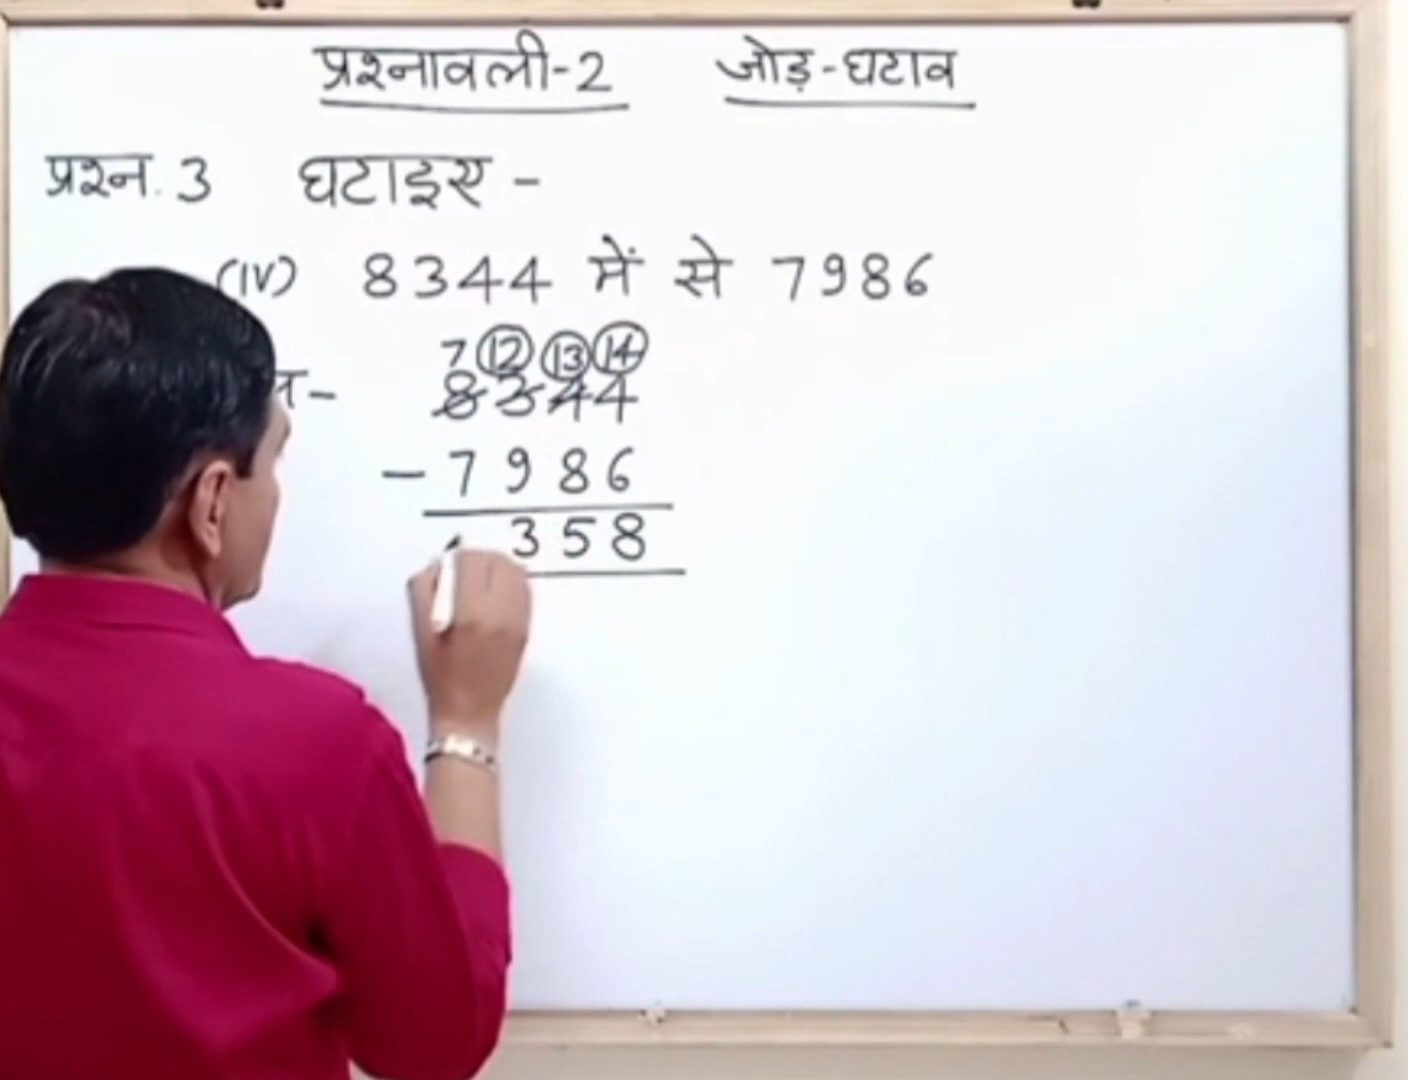 प्रश्नावली-2 जोड़-घटाव
प्रश्न. 3 घटाइए -
(IV) 8344 में से 7986
7 12 13 14
8344
- 7986
358